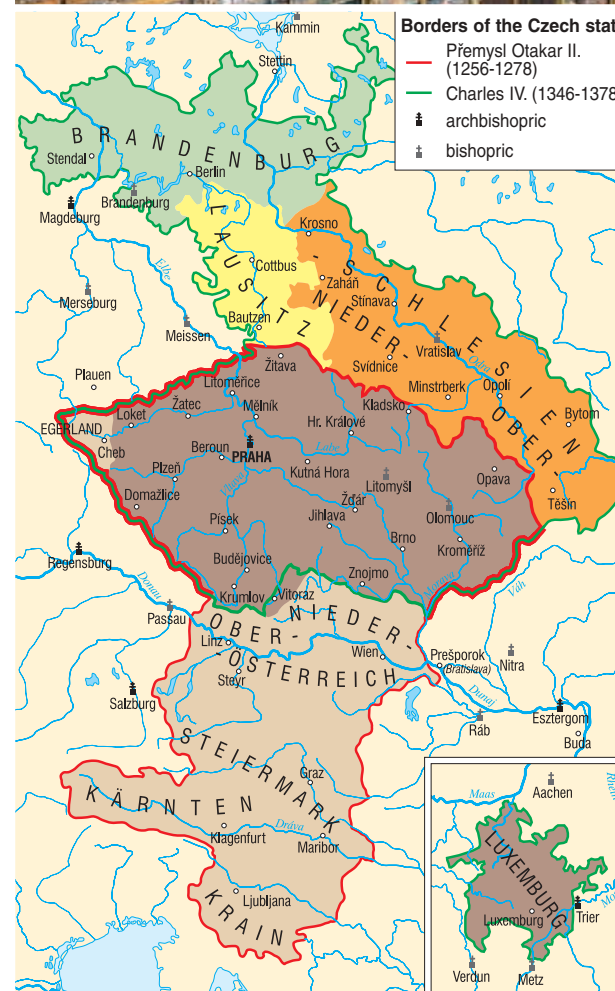 Borders of the Czech stat
Přemysl Otakar II.
(1256-1278)
Charles IV. (1346-1378
archbishopric
bishopric
Kammin
Stettin
BRANDENBURG
Stendal
Berlin
Brandenburg
Magdeburg
LAUSITZ
Krosno
-SCHLESIEN
Elbe
Cottbus
Zaháň
NIEDER-
Stínava
Merseburg
Meissen
Bautzen
Vratislav
Odra
Svídnice
Žitava
Plauen
Litoměřice
Minstrberk
Opolí
OBER-
Kladsko
Bytom
Loket
Žatec
Mělník
Hr. Králové
EGERLAND
Cheb
Beroun
PRAHA
Labe
Plzeň
Kutná Hora
Litomyšl
Opava
Těšín
Vltava
Domažlice
Žďár
Olomouc
Písek
Jihlava
Brno
Kroměříž
Regensburg
Budějovice
Znojmo
Morava
Váh
Donau
Krumlov
Vitoraz
Passau
OBER-
NIEDER-
Linz
Wien
Prešporok
(Bratislava)
Nitra
-ÖSTERREICH
Steyr
Salzburg
Dunaj
Ráb
Esztergom
Buda
STEIERMARK
Graz
KÄRNTEN
Dráva
Klagenfurt
Maribor
Ljubljana
KRAIN
Maas
Aachen
Rhein
LUXEMBURG
Luxemburg
Trier
Mo
Verdun
Metz